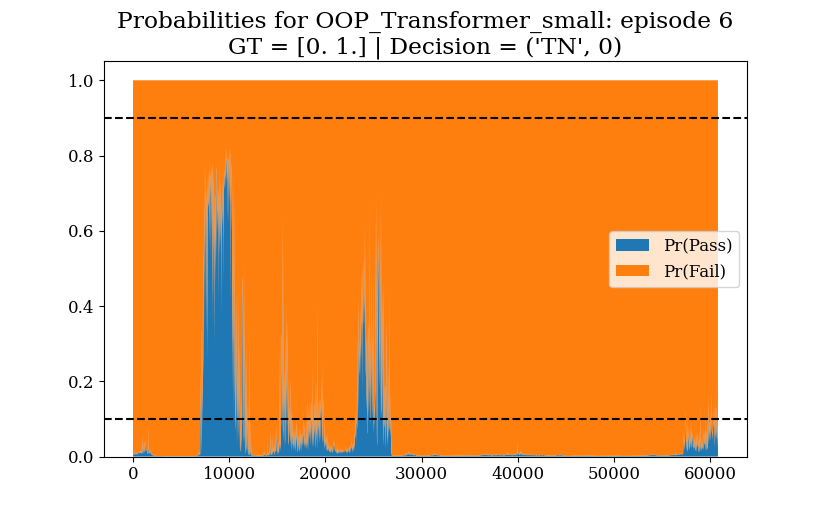 Probabilities for OOP_Transformer_small: episode 6
GT = [0. 1.] | Decision = ('TN', 0)
1.0
0.8
0.6
0.4
0.2
0.0
Pr(Pass)
Pr(Fail)
0 10000 20000 30000 40000 50000 60000